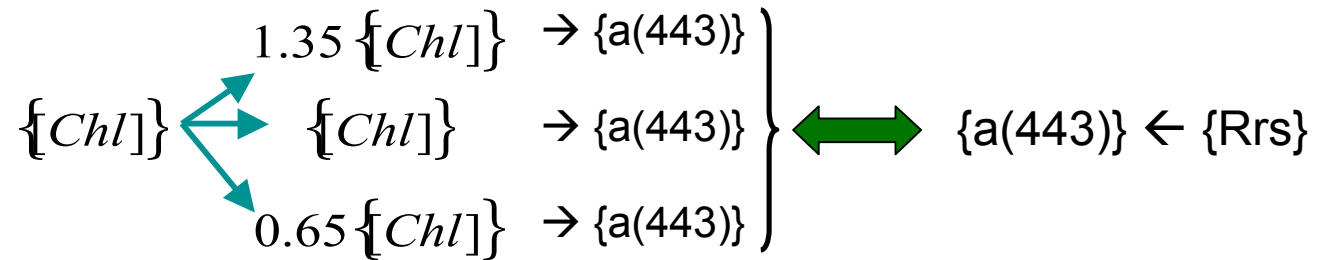 1.35 {[Chl]} → {a(443)}
{[Chl]} {[Chl]} → {a(443)} {a(443)} ← {Rrs}
0.65 {[Chl]} → {a(443)}